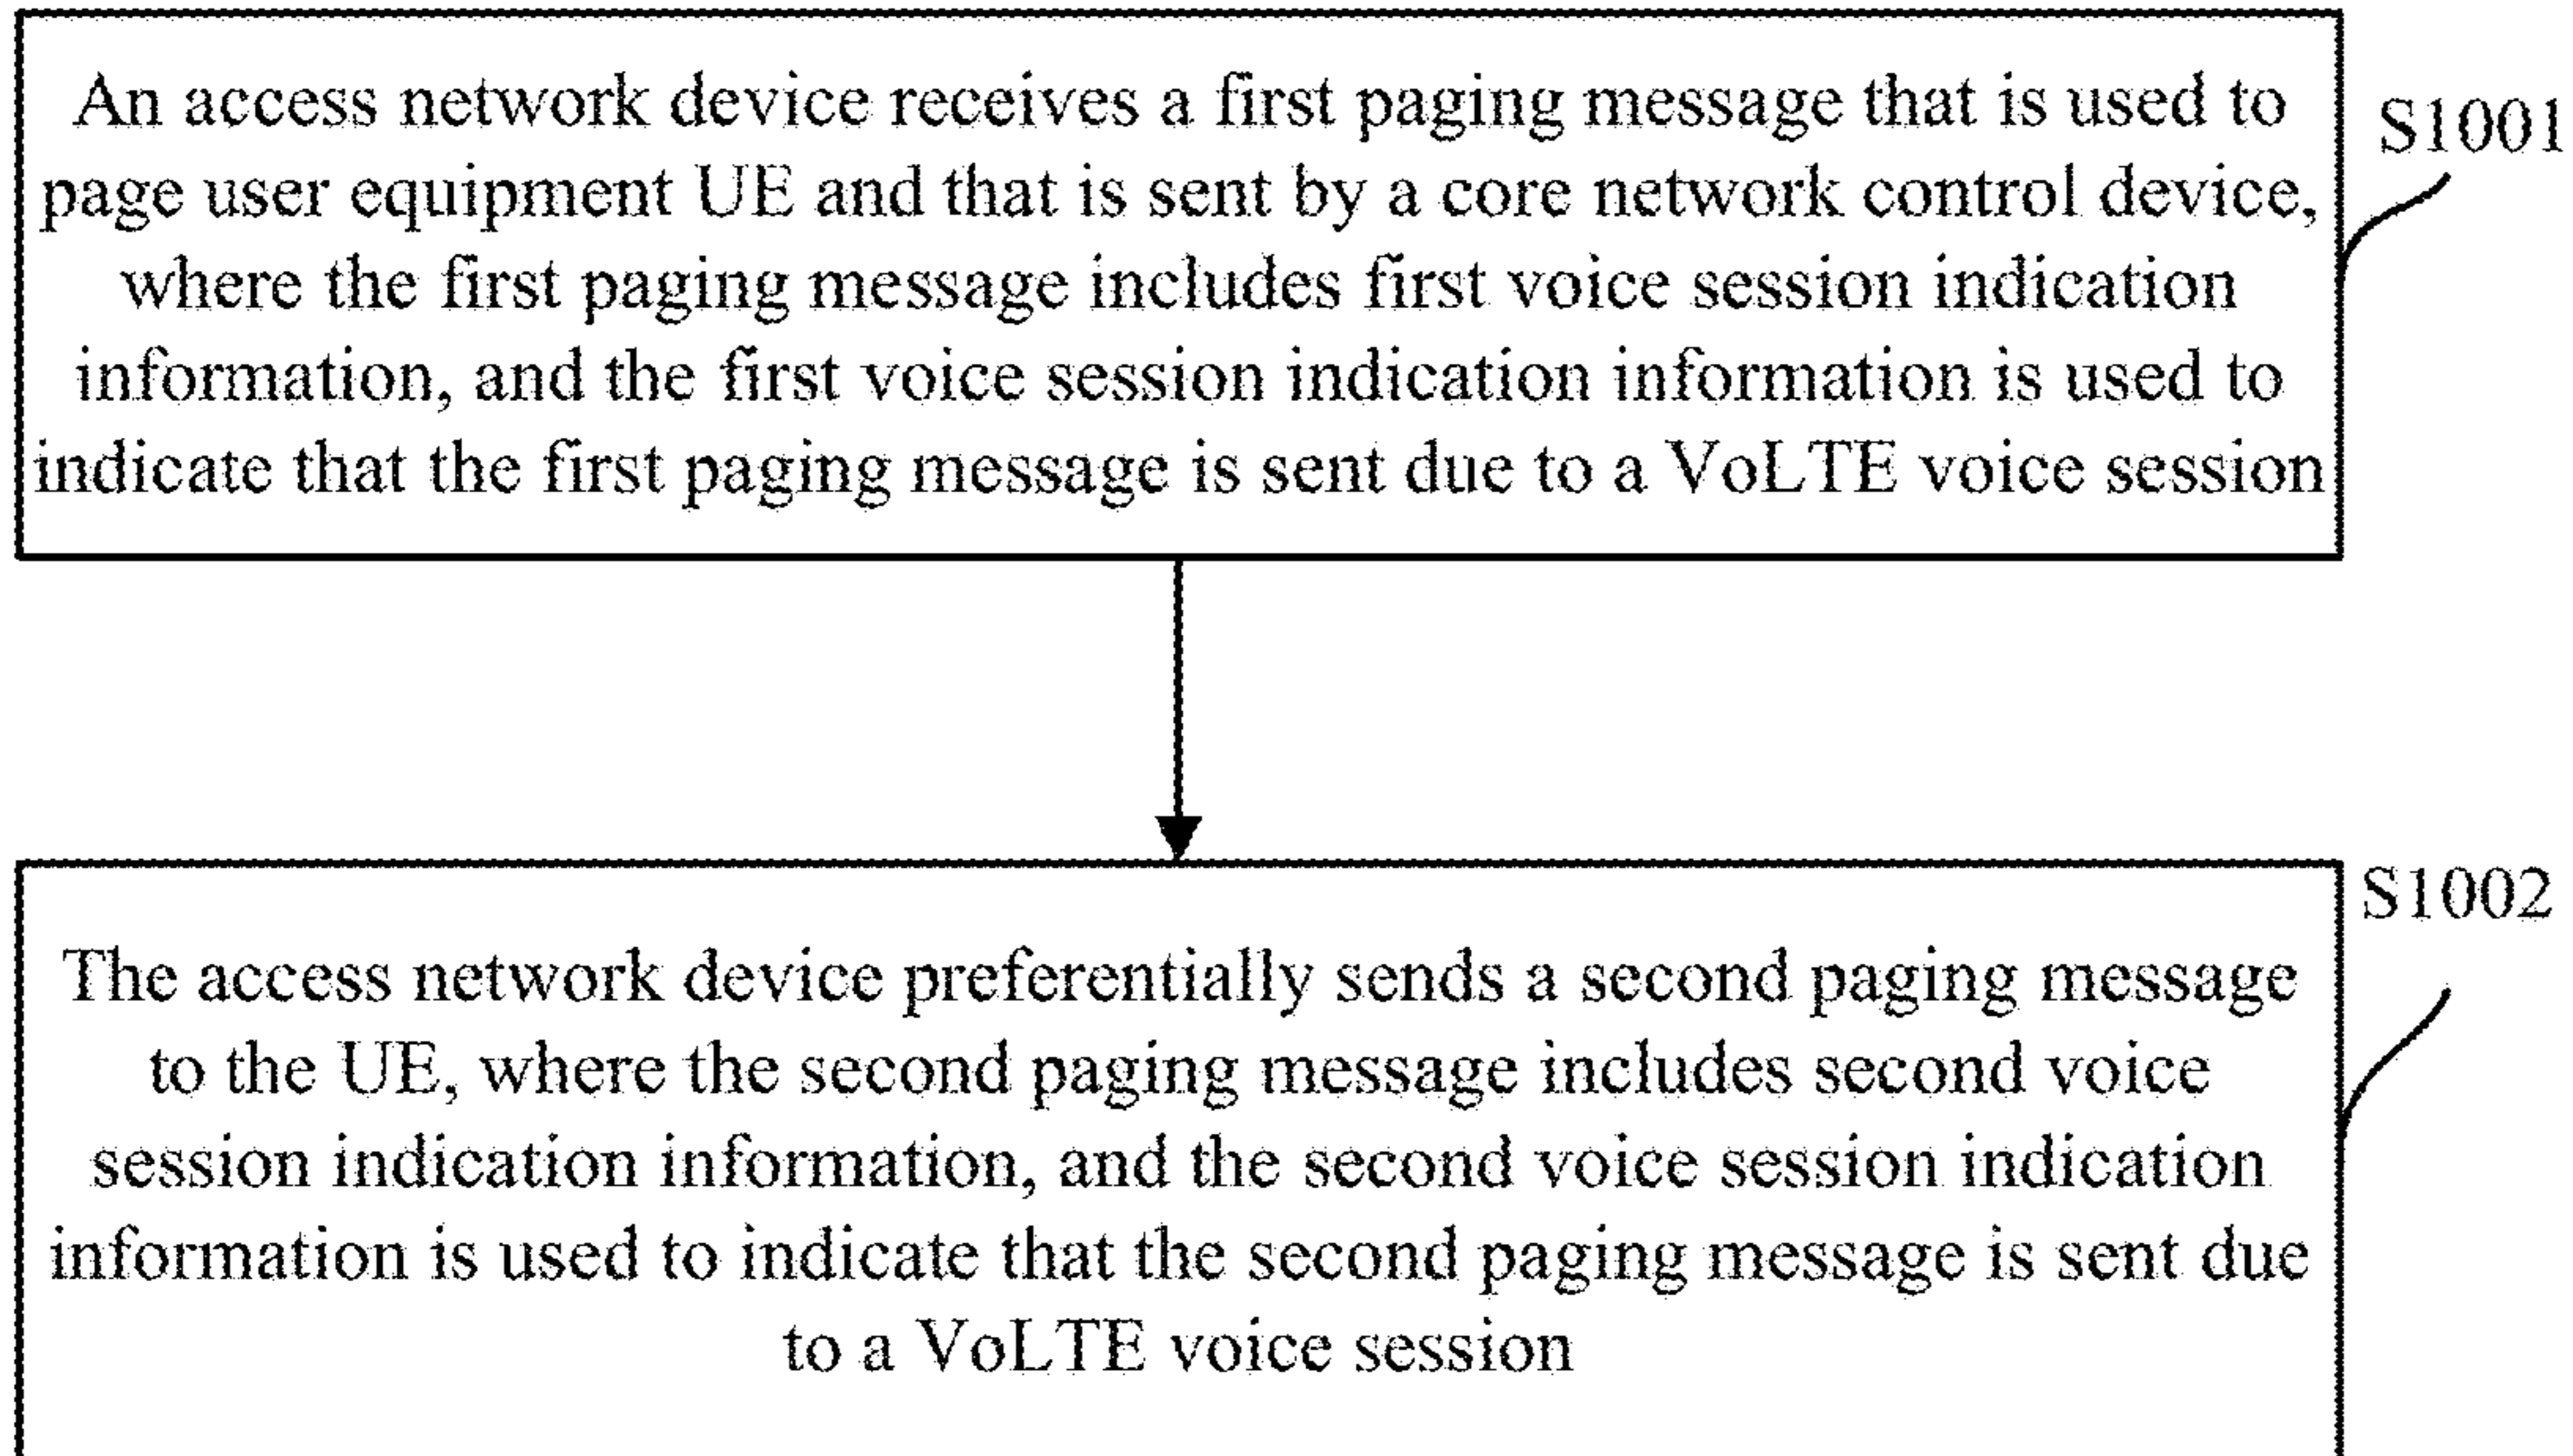 An access network device receives a first paging message that is used to
page user equipment UE and that is sent by a core network control device,
where the first paging message includes first voice session indication
information, and the first voice session indication information is used to
indicate that the first paging message is sent due to a VoLTE voice session
S1001
The access network device preferentially sends a second paging message
to the UE, where the second paging message includes second voice
session indication information, and the second voice session indication
information is used to indicate that the second paging message is sent due
to a VoLTE voice session
S1002